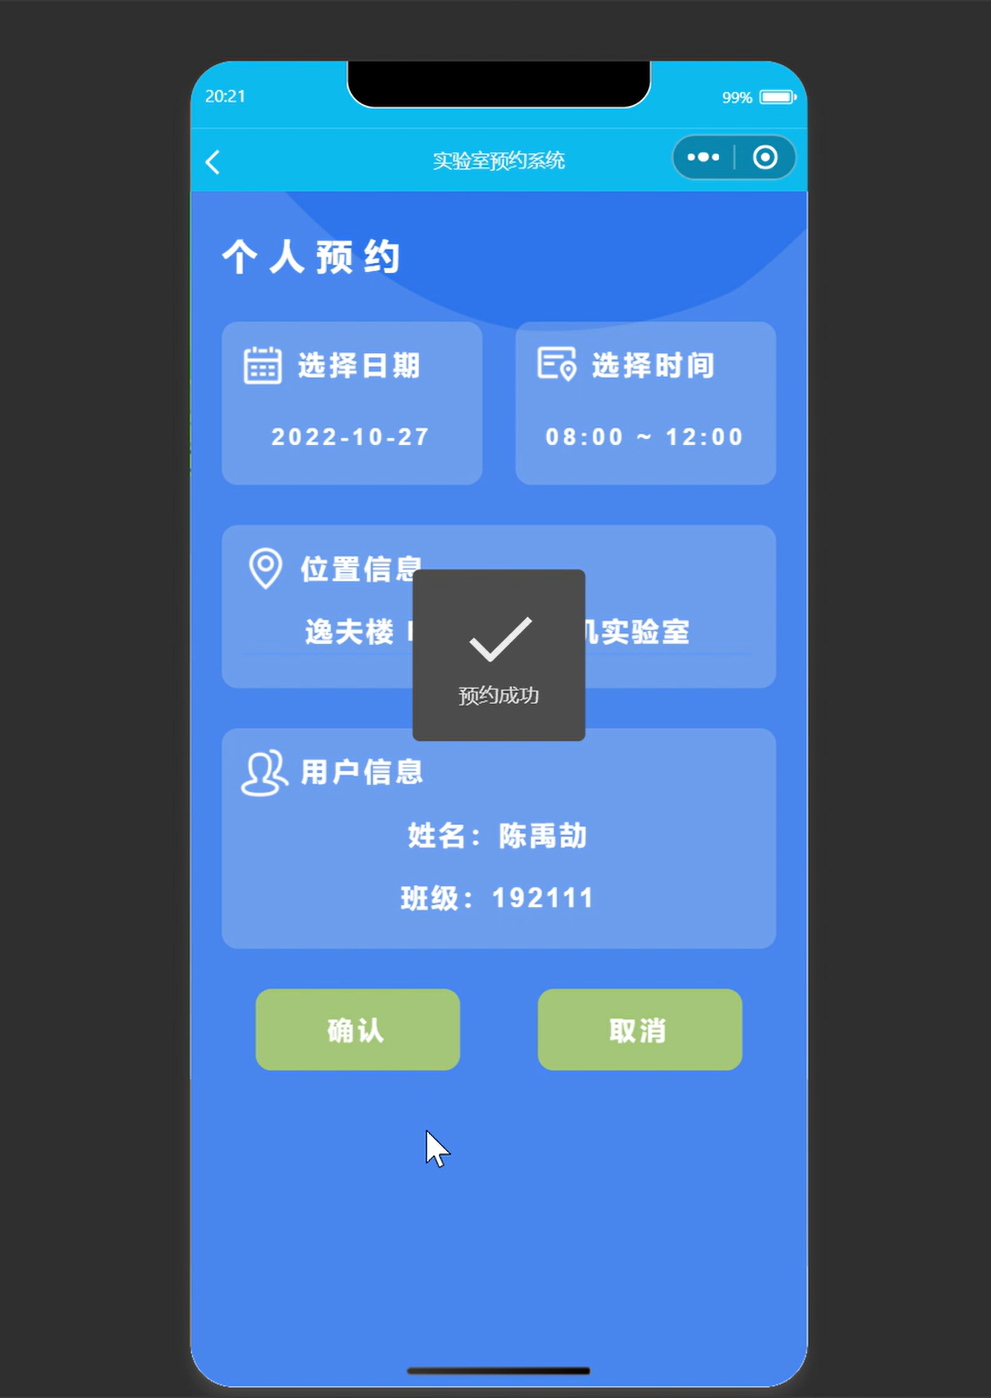 20:21
99%
实验室预约系统
个人预约
选择日期
选择时间
2022-10-27
08:00 ~ 12:00
位置信息
逸夫楼 实验室
预约成功
用户信息
姓名：陈禹劼
班级：192111
确认
取消